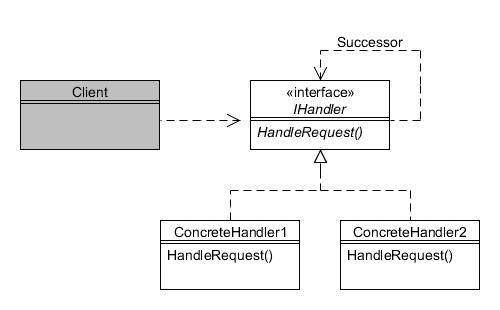 Successor
Client
«interface»
IHandler
HandleRequest()
ConcreteHandler1
HandleRequest()
ConcreteHandler2
HandleRequest()